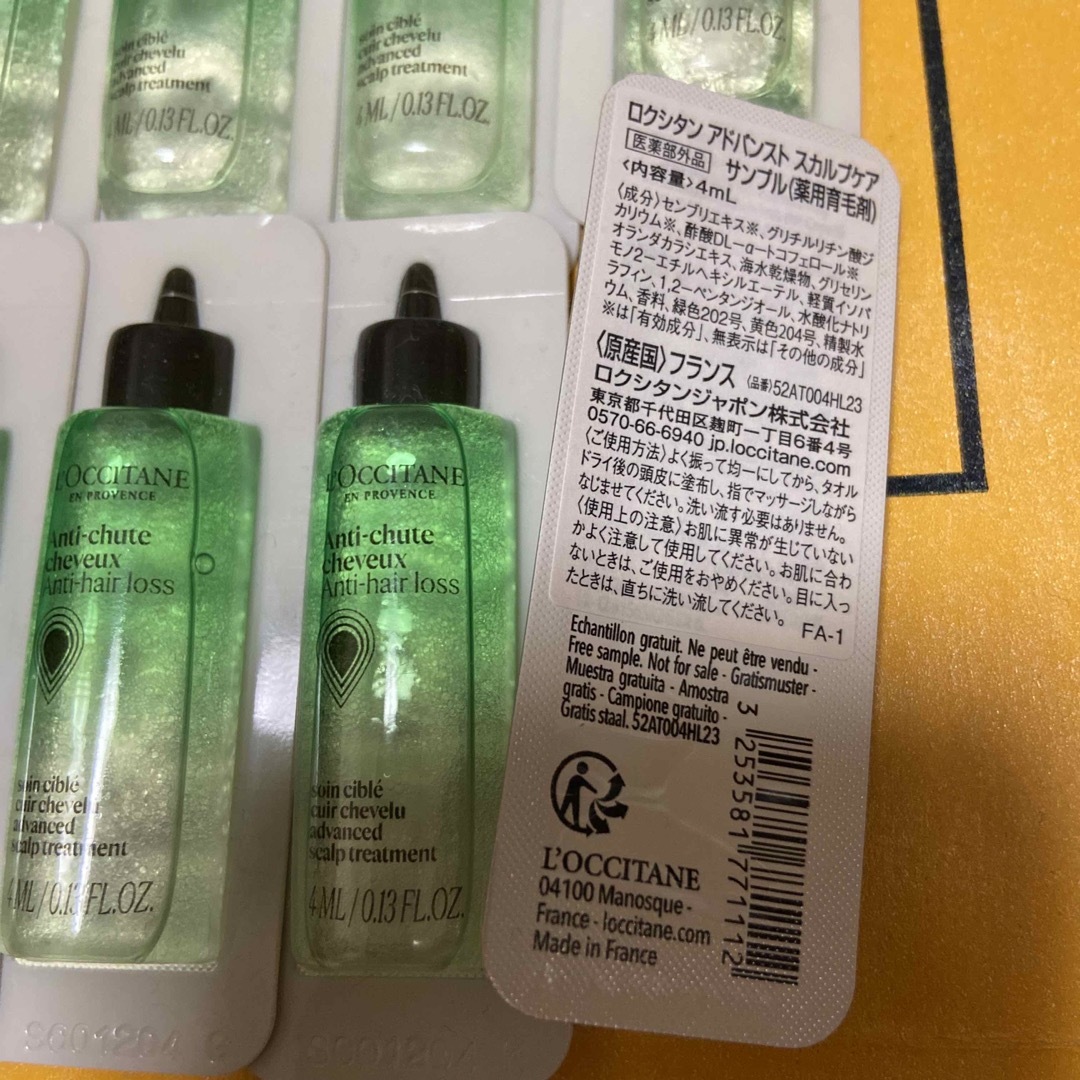 soin ciblé
cuir chevelu
advanced
scalp treatment
4 ML/0.13 FL.OZ.
soin ciblé
cuir chevelu
advanced
scalp treatment
4 ML/0.13 FL.OZ.
4 ML/0.13 FL.OZ.
L'OCCITANE
EN PROVENCE
Anti-chute
cheveux
Anti-hair loss
soin ciblé
cuir chevelu
advanced
scalp treatment
4 ML/0.13 FL.OZ.
L'OCCITANE
EN PROVENCE
Anti-chute
cheveux
Anti-hair loss
soin ciblé
cuir chevelu
advanced
scalp treatment
4 ML/0.13 FL.OZ.
ロクシタン アドバンスト スカルプケア
医薬部外品 サンプル(薬用育毛剤)
<内容量>4mL
〈成分〉センブリエキス※、グリチルリチン酸ジ
カリウム※、酢酸DL-α-トコフェロール※
オランダカラシエキス、海水乾燥物、グリセリン
モノ2-エチルヘキシルエーテル、軽質イソパ
ラフィン、1,2-ペンタンジオール、水酸化ナトリ
ウム、香料、緑色202号、黄色204号、精製水
※は「有効成分」、無表示は「その他の成分」
〈原産国〉フランス 〈品番〉52AT004HL23
ロクシタンジャポン株式会社
東京都千代田区麹町一丁目6番4号
0570-66-6940 jp.loccitane.com
〈ご使用方法〉よく振って均一にしてから、タオル
ドライ後の頭皮に塗布し、指でマッサージしながら
なじませてください。洗い流す必要はありません。
〈使用上の注意〉お肌に異常が生じていない
かよく注意して使用してください。お肌に合わ
ないときは、ご使用をおやめください。目に入っ
たときは、直ちに洗い流してください。 FA-1
Echantillon gratuit. Ne peut être vendu -
Free sample. Not for sale - Gratismuster -
Muestra gratuita - Amostra
gratis - Campione gratuito -
Gratis staal. 52AT004HL23
3 253581 771112
L'OCCITANE
04100 Manosque -
France - loccitane.com
Made in France